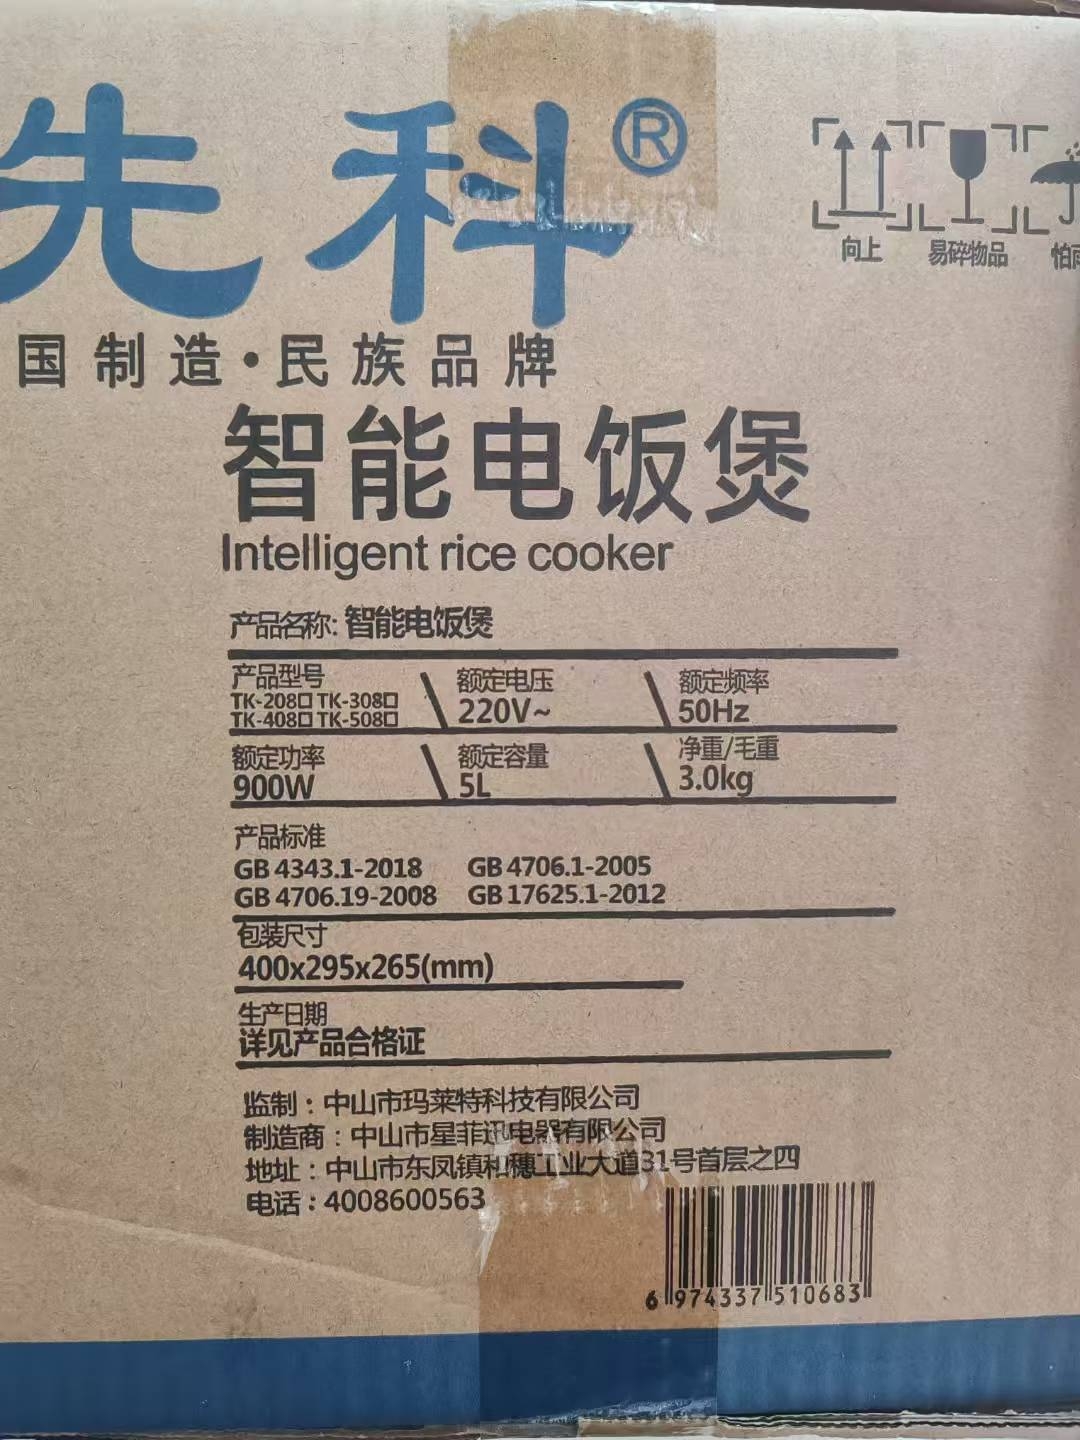 先科®
向上 易碎物品 怕雨
国制造·民族品牌
智能电饭煲
Intelligent rice cooker
产品名称: 智能电饭煲
产品型号 额定电压 额定频率
TK-208□ TK-308□ 220V~ 50Hz
TK-408□ TK-508□
额定功率 额定容量 净重/毛重
900W 5L 3.0kg
产品标准
GB 4343.1-2018 GB 4706.1-2005
GB 4706.19-2008 GB 17625.1-2012
包装尺寸
400x295x265(mm)
生产日期
详见产品合格证
监制：中山市玛莱特科技有限公司
制造商：中山市星菲迅电器有限公司
地址：中山市东凤镇和穗工业大道31号首层之四
电话：4008600563
6 974337 510683